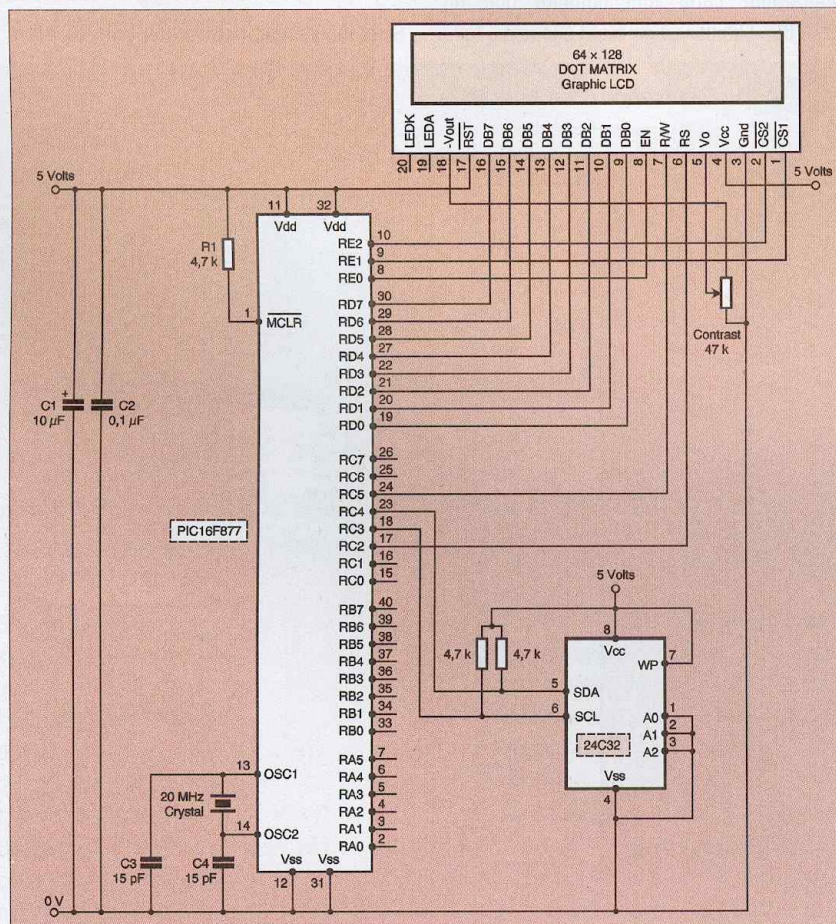 64 × 128
DOT MATRIX
Graphic LCD
LEDK LEDA -Vout RST DB7 DB6 DB5 DB4 DB3 DB2 DB1 DB0 EN R/W RS Vo Vcc Gnd CS2 CS1
20 19 18 17 16 15 14 13 12 11 10 9 8 7 6 5 4 3 2 1
5 Volts
5 Volts
11 32
Vdd Vdd
R1
4,7 k
1 MCLR
RE2 10
RE1 9
RE0 8
RD7 30
RD6 29
RD5 28
RD4 27
RD3 22
RD2 21
RD1 20
RD0 19
Contrast
47 k
C1
10 µF
+
C2
0,1 µF
RC7 26
RC6 25
RC5 24
RC4 23
RC3 18
RC2 17
RC1 16
RC0 15
PIC16F877
RB7 40
RB6 39
RB5 38
RB4 37
RB3 36
RB2 35
RB1 34
RB0 33
RA5 7
RA4 6
RA3 5
RA2 4
RA1 3
RA0 2
5 Volts
8
Vcc
WP 7
4,7 k 4,7 k
5 SDA
6 SCL
A0 1
A1 2
A2 3
24C32
Vss
4
13 OSC1
20 MHz
Crystal
14 OSC2
C3
15 pF
C4
15 pF
Vss Vss
12 31
0 V